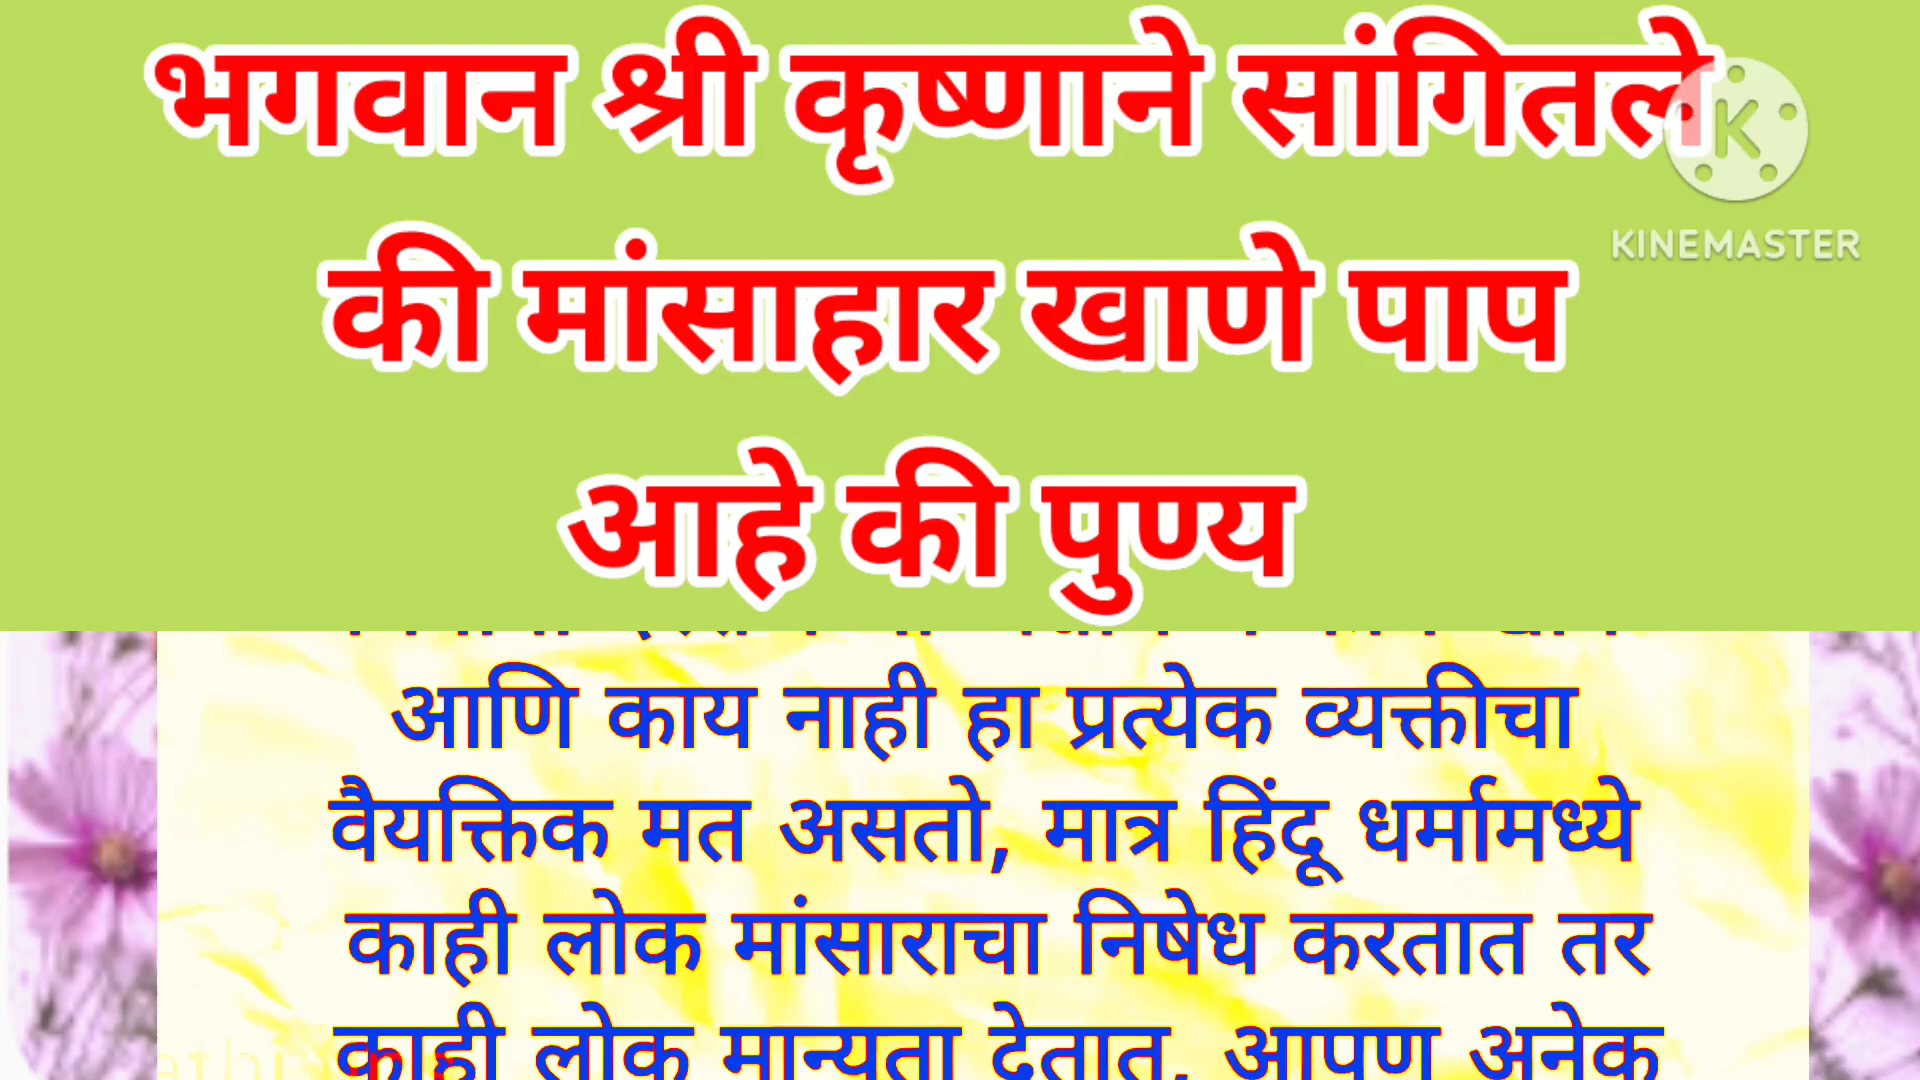 भगवान श्री कृष्णाने सांगितले
की मांसाहार खाणे पाप
आहे की पुण्य
KINEMASTER
आणि काय नाही हा प्रत्येक व्यक्तीचा
वैयक्तिक मत असतो, मात्र हिंदू धर्मामध्ये
काही लोक मांसाराचा निषेध करतात तर
काही लोक मान्यता देतात. आपण अनेक